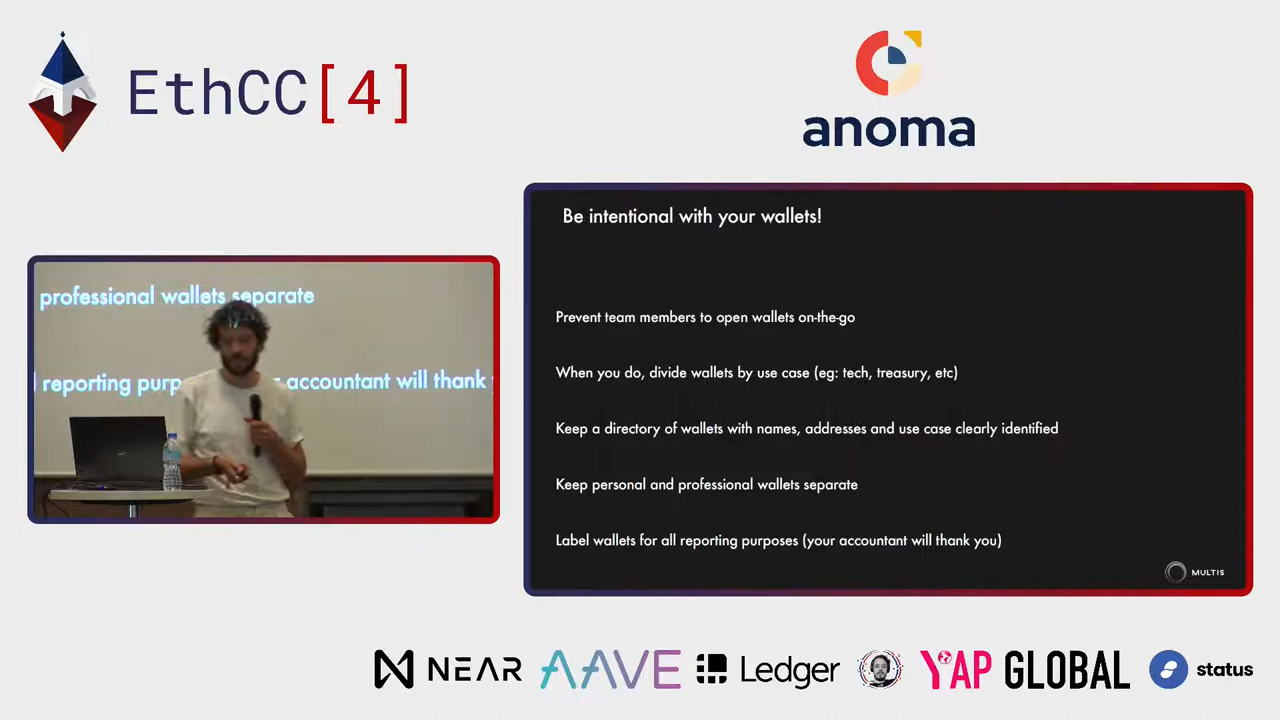 EthCC[4]
anoma
Be intentional with your wallets!
Prevent team members to open wallets on-the-go
When you do, divide wallets by use case (eg: tech, treasury, etc)
Keep a directory of wallets with names, addresses and use case clearly identified
Keep personal and professional wallets separate
Label wallets for all reporting purposes (your accountant will thank you)
MULTIS
professional wallets separate
reporting purp accountant will thank
NEAR
AAVE
Ledger
YAP GLOBAL
status